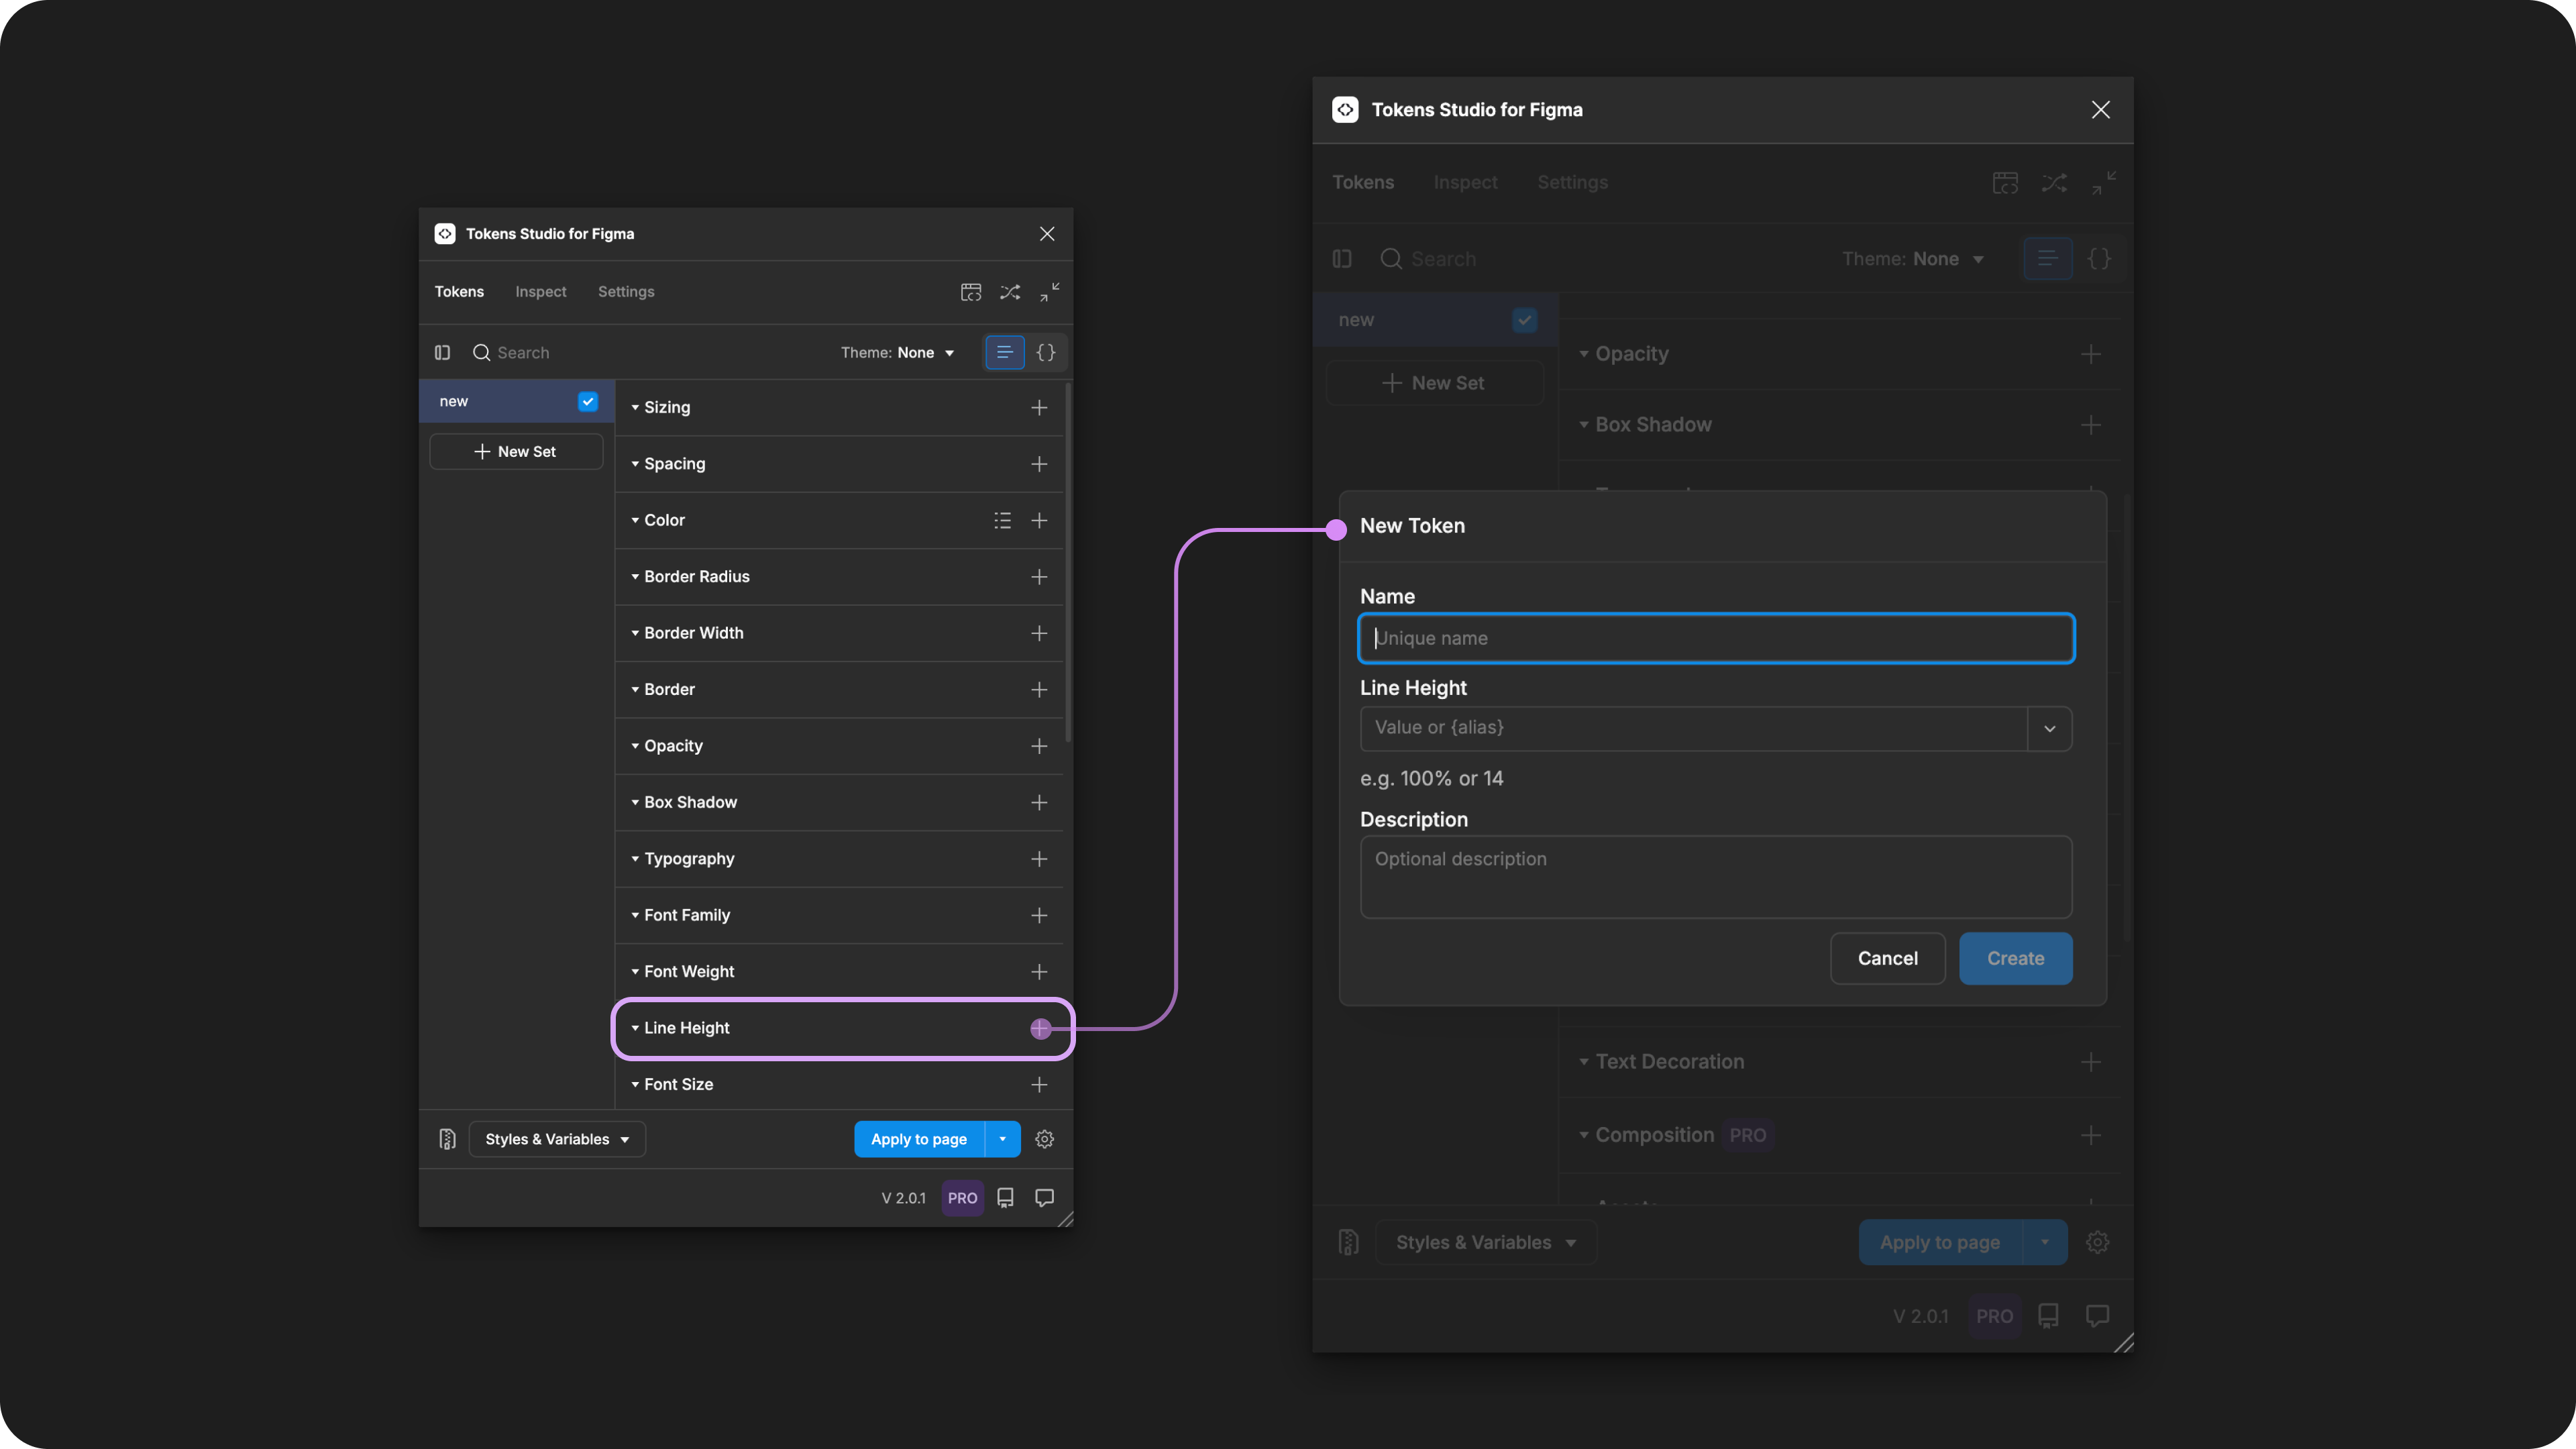 Tokens Studio for Figma
Tokens Inspect Settings
Search Theme: None
new
New Set
Sizing
Spacing
Color
Border Radius
Border Width
Border
Opacity
Box Shadow
Typography
Font Family
Font Weight
Line Height
Font Size
Styles & Variables Apply to page
V 2.0.1 PRO
Tokens Studio for Figma
Tokens Inspect Settings
Search Theme: None
new
New Set
Opacity
Box Shadow
New Token
Name
Unique name
Line Height
Value or {alias}
e.g. 100% or 14
Description
Optional description
Cancel Create
Text Decoration
Composition PRO
Styles & Variables Apply to page
V 2.0.1 PRO